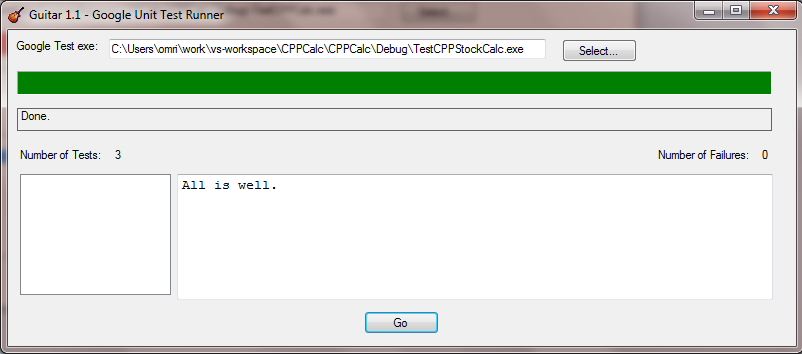 Guitar 1.1 - Google Unit Test Runner
Google Test exe: C:\Users\omri\work\vs-workspace\CPPCalc\CPPCalc\Debug\TestCPPStockCalc.exe Select...
Done.
Number of Tests: 3 Number of Failures: 0
All is well.
Go